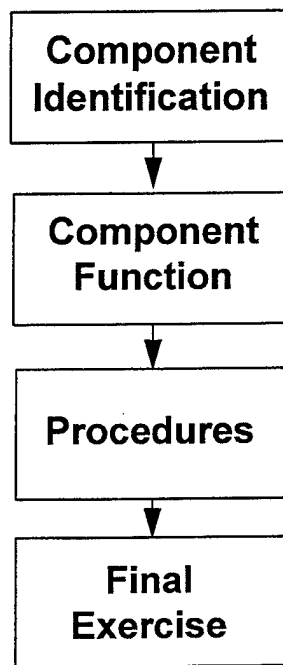 Component
Identification
Component
Function
Procedures
Final
Exercise